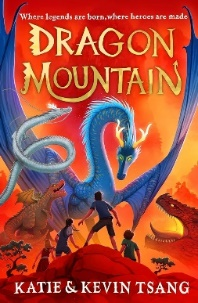 Where legends are born, where heroes are made
DRAGON
MOUNTAIN
KATIE & KEVIN TSANG